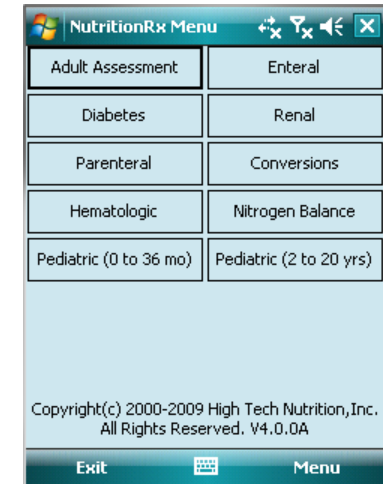 NutritionRx Menu
Adult Assessment
Enteral
Diabetes
Renal
Parenteral
Conversions
Hematologic
Nitrogen Balance
Pediatric (0 to 36 mo)
Pediatric (2 to 20 yrs)
Copyright(c) 2000-2009 High Tech Nutrition,Inc.
All Rights Reserved. V4.0.0A
Exit
Menu